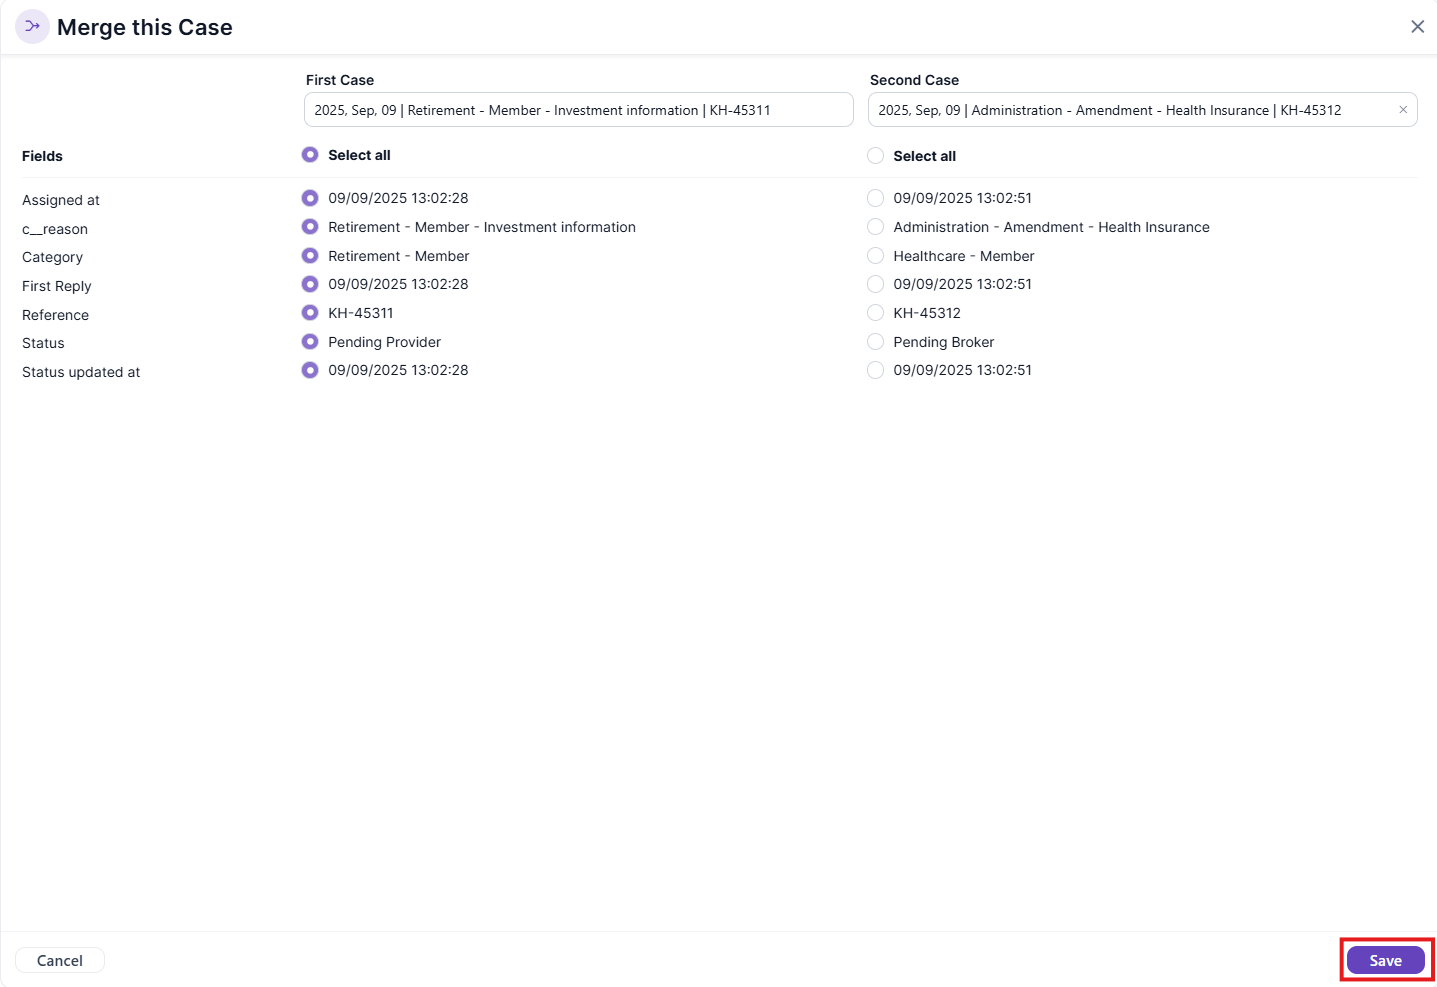 Merge this Case
First Case Second Case
2025, Sep, 09 | Retirement - Member - Investment information | KH-45311 2025, Sep, 09 | Administration - Amendment - Health Insurance | KH-45312
Fields Select all Select all
Assigned at 09/09/2025 13:02:28 09/09/2025 13:02:51
c__reason Retirement - Member - Investment information Administration - Amendment - Health Insurance
Category Retirement - Member Healthcare - Member
First Reply 09/09/2025 13:02:28 09/09/2025 13:02:51
Reference KH-45311 KH-45312
Status Pending Provider Pending Broker
Status updated at 09/09/2025 13:02:28 09/09/2025 13:02:51
Cancel Save